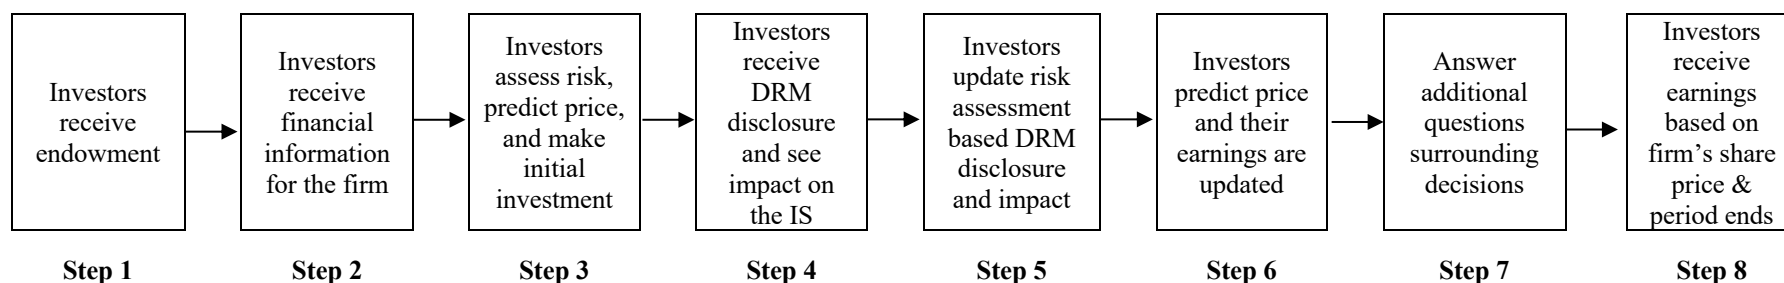 Investors
receive
endowment
Investors
receive
financial
information
for the firm
Investors
assess risk,
predict price,
and make
initial
investment
Investors
receive
DRM
disclosure
and see
impact on
the IS
Investors
update risk
assessment
based DRM
disclosure
and impact
Investors
predict price
and their
earnings are
updated
Answer
additional
questions
surrounding
decisions
Investors
receive
earnings
based on
firm’s share
price &
period ends
Step 1
Step 2
Step 3
Step 4
Step 5
Step 6
Step 7
Step 8